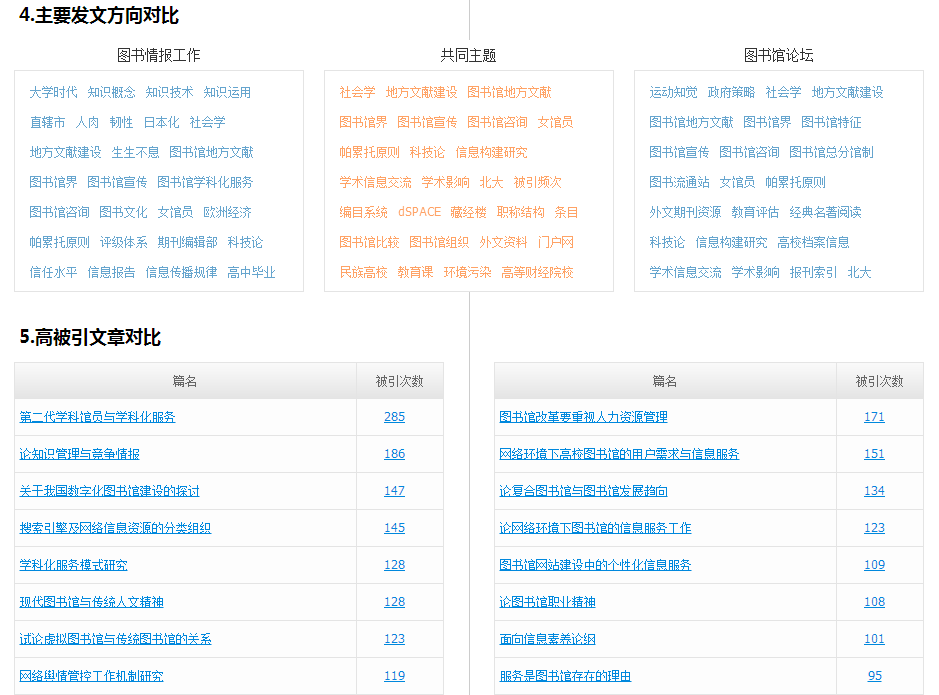 4.主要发文方向对比
图书情报工作
大学时代 知识概念 知识技术 知识运用
直辖市 人肉 韧性 日本化 社会学
地方文献建设 生生不息 图书馆地方文献
图书馆界 图书馆宣传 图书馆学科化服务
图书馆咨询 图书文化 女馆员 欧洲经济
帕累托原则 评级体系 期刊编辑部 科技论
信任水平 信息报告 信息传播规律 高中毕业
共同主题
社会学 地方文献建设 图书馆地方文献
图书馆界 图书馆宣传 图书馆咨询 女馆员
帕累托原则 科技论 信息构建研究
学术信息交流 学术影响 北大 被引频次
编目系统 dSPACE 藏经楼 职称结构 条目
图书馆比较 图书馆组织 外文资料 门户网
民族高校 教育课 环境污染 高等财经院校
图书馆论坛
运动知觉 政府策略 社会学 地方文献建设
图书馆地方文献 图书馆界 图书馆特征
图书馆宣传 图书馆咨询 图书馆总分馆制
图书流通站 女馆员 帕累托原则
外文期刊资源 教育评估 经典名著阅读
科技论 信息构建研究 高校档案信息
学术信息交流 学术影响 报刊索引 北大
5.高被引文章对比
篇名 被引次数
第二代学科馆员与学科化服务 285
论知识管理与竞争情报 186
关于我国数字化图书馆建设的探讨 147
搜索引擎及网络信息资源的分类组织 145
学科化服务模式研究 128
现代图书馆与传统人文精神 128
试论虚拟图书馆与传统图书馆的关系 123
网络舆情管控工作机制研究 119
篇名 被引次数
图书馆改革要重视人力资源管理 171
网络环境下高校图书馆的用户需求与信息服务 151
论复合图书馆与图书馆发展趋向 134
论网络环境下图书馆的信息服务工作 123
图书馆网站建设中的个性化信息服务 109
论图书馆职业精神 108
面向信息素养论纲 101
服务是图书馆存在的理由 95